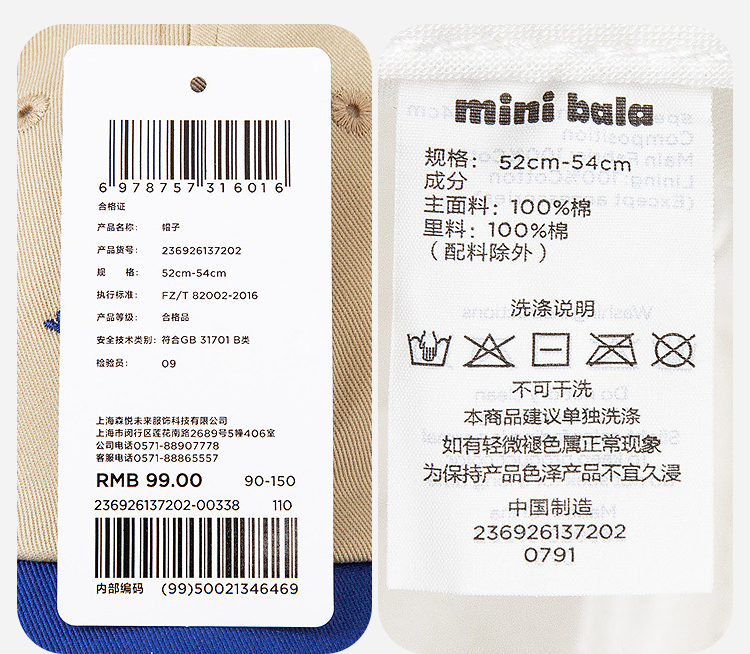 6 978757 316016
合格证
产品名称: 帽子
产品货号: 236926137202
规 格: 52cm-54cm
执行标准: FZ/T 82002-2016
产品等级: 合格品
安全技术类别: 符合GB 31701 B类
检验员: 09
上海森悦未来服饰科技有限公司
上海市闵行区莲花南路2689号5幢406室
公司电话0571-88907778
客服电话0571-88865557
RMB 99.00 90-150
236926137202-00338 110
内部编码 (99)50021346469
mini bala
规格: 52cm-54cm
成分
主面料: 100%棉
里料: 100%棉
(配料除外)
洗涤说明
不可干洗
本商品建议单独洗涤
如有轻微褪色属正常现象
为保持产品色泽产品不宜久浸
中国制造
236926137202
0791